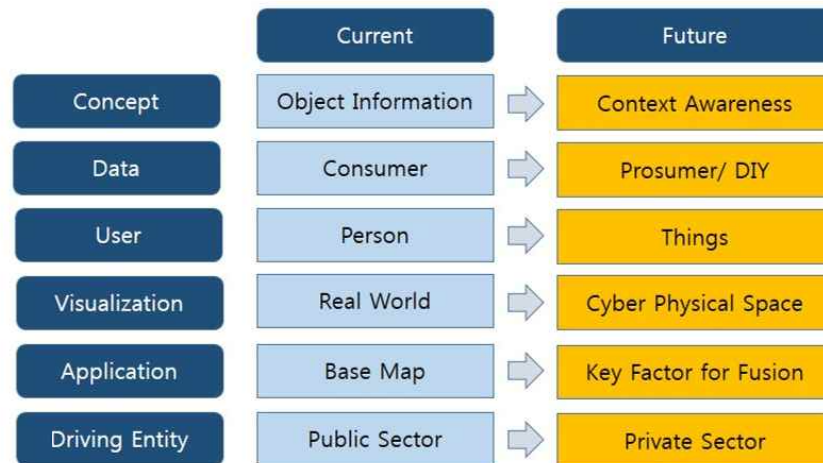 Current Future
Concept Object Information Context Awareness
Data Consumer Prosumer/ DIY
User Person Things
Visualization Real World Cyber Physical Space
Application Base Map Key Factor for Fusion
Driving Entity Public Sector Private Sector